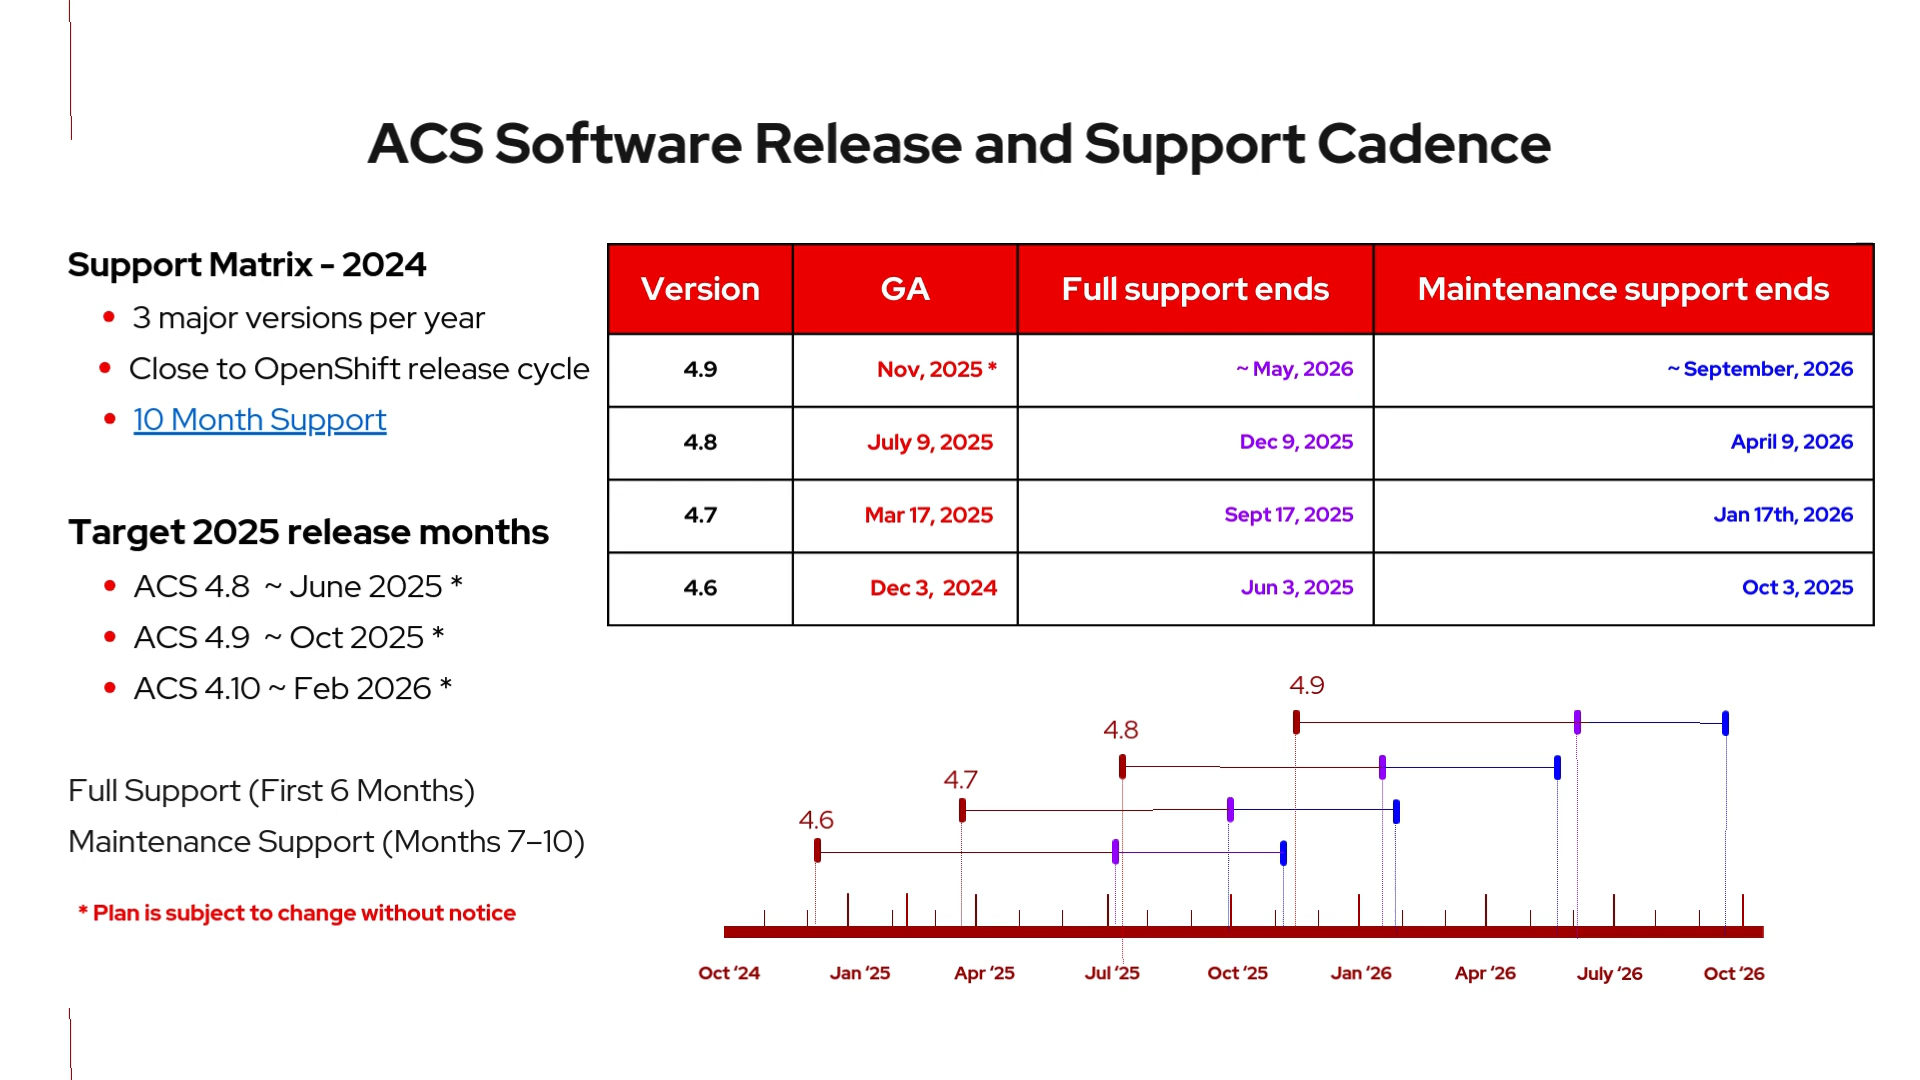 ACS Software Release and Support Cadence
Support Matrix - 2024
3 major versions per year
Close to OpenShift release cycle
10 Month Support
Target 2025 release months
ACS 4.8 ~ June 2025 *
ACS 4.9 ~ Oct 2025 *
ACS 4.10 ~ Feb 2026 *
Full Support (First 6 Months)
Maintenance Support (Months 7–10)
* Plan is subject to change without notice
Version GA Full support ends Maintenance support ends
4.9 Nov, 2025 * ~ May, 2026 ~ September, 2026
4.8 July 9, 2025 Dec 9, 2025 April 9, 2026
4.7 Mar 17, 2025 Sept 17, 2025 Jan 17th, 2026
4.6 Dec 3, 2024 Jun 3, 2025 Oct 3, 2025
4.9
4.8
4.7
4.6
Oct ‘24 Jan ‘25 Apr ‘25 Jul ‘25 Oct ‘25 Jan ‘26 Apr ‘26 July ‘26 Oct ‘26